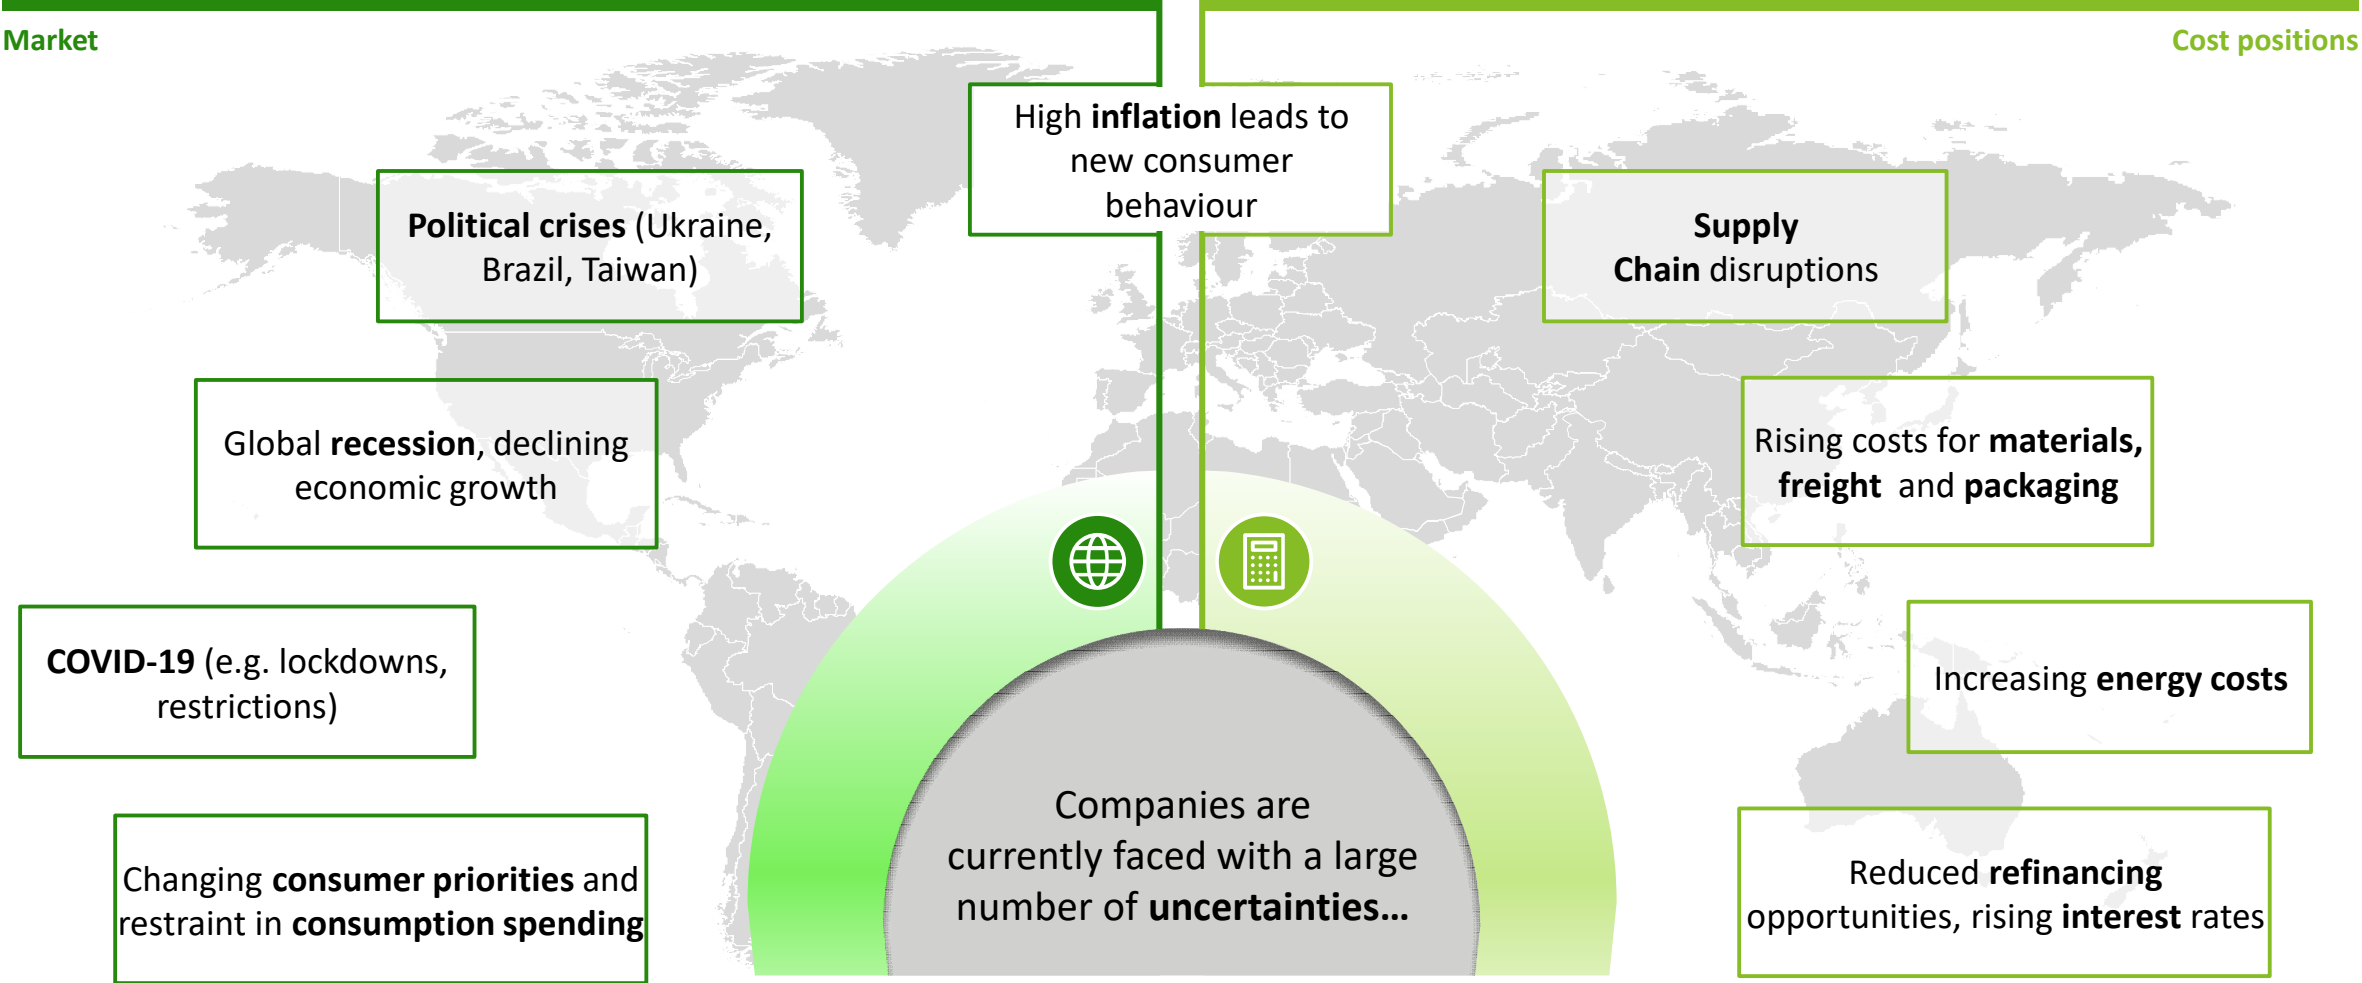 Market
Cost positions
High inflation leads to
new consumer
behaviour
Political crises (Ukraine,
Brazil, Taiwan)
Supply
Chain disruptions
Global recession, declining
economic growth
Rising costs for materials,
freight and packaging
COVID-19 (e.g. lockdowns,
restrictions)
Increasing energy costs
Changing consumer priorities and
restraint in consumption spending
Companies are
currently faced with a large
number of uncertainties...
Reduced refinancing
opportunities, rising interest rates